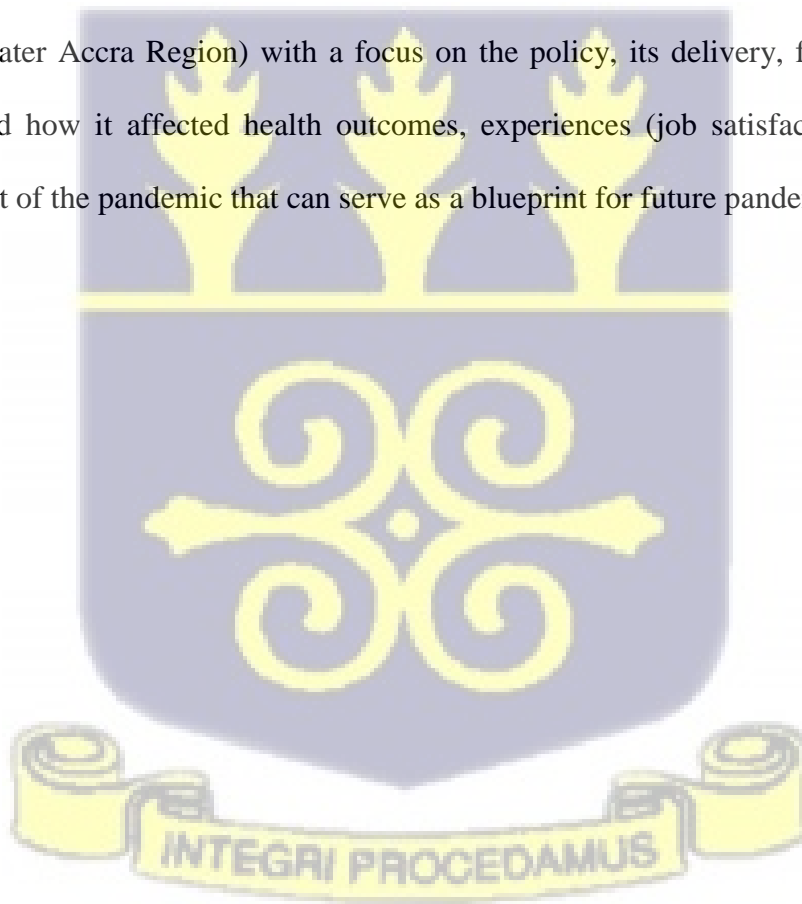 ater Accra Region) with a focus on the policy, its delivery, f
d how it affected health outcomes, experiences (job satisfac
t of the pandemic that can serve as a blueprint for future pande
INTEGRI PROCEDAMUS